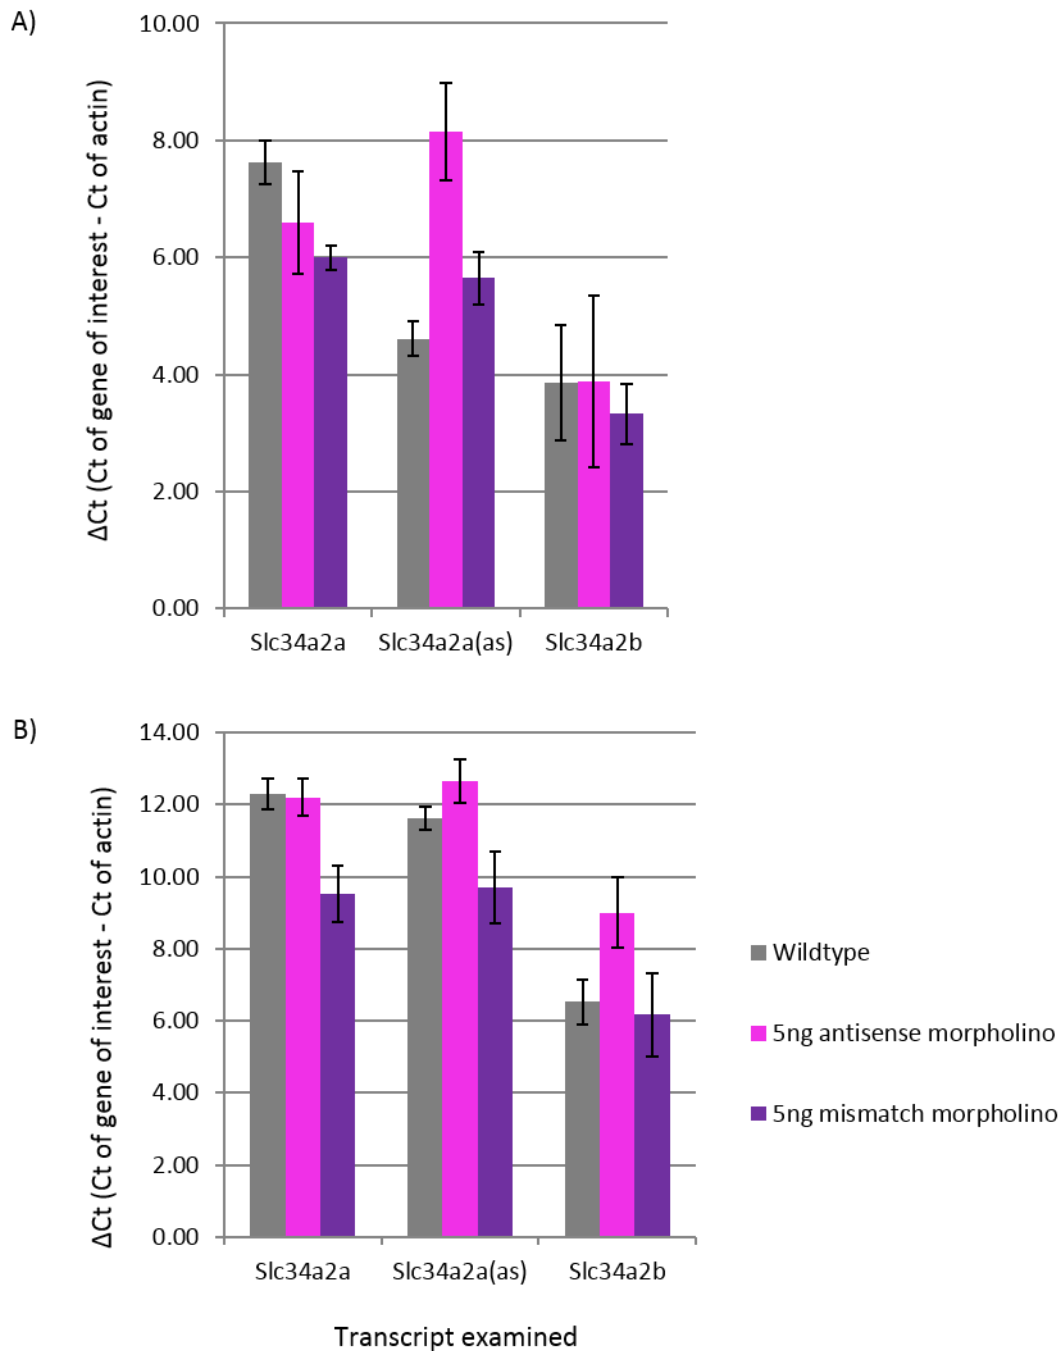 A)
ΔCt (Ct of gene of interest - Ct of actin)
10.00
8.00
6.00
4.00
2.00
0.00
Slc34a2a
Slc34a2a(as)
Slc34a2b
B)
ΔCt (Ct of gene of interest - Ct of actin)
14.00
12.00
10.00
8.00
6.00
4.00
2.00
0.00
Slc34a2a
Slc34a2a(as)
Slc34a2b
Transcript examined
Wildtype
5ng antisense morpholino
5ng mismatch morpholino